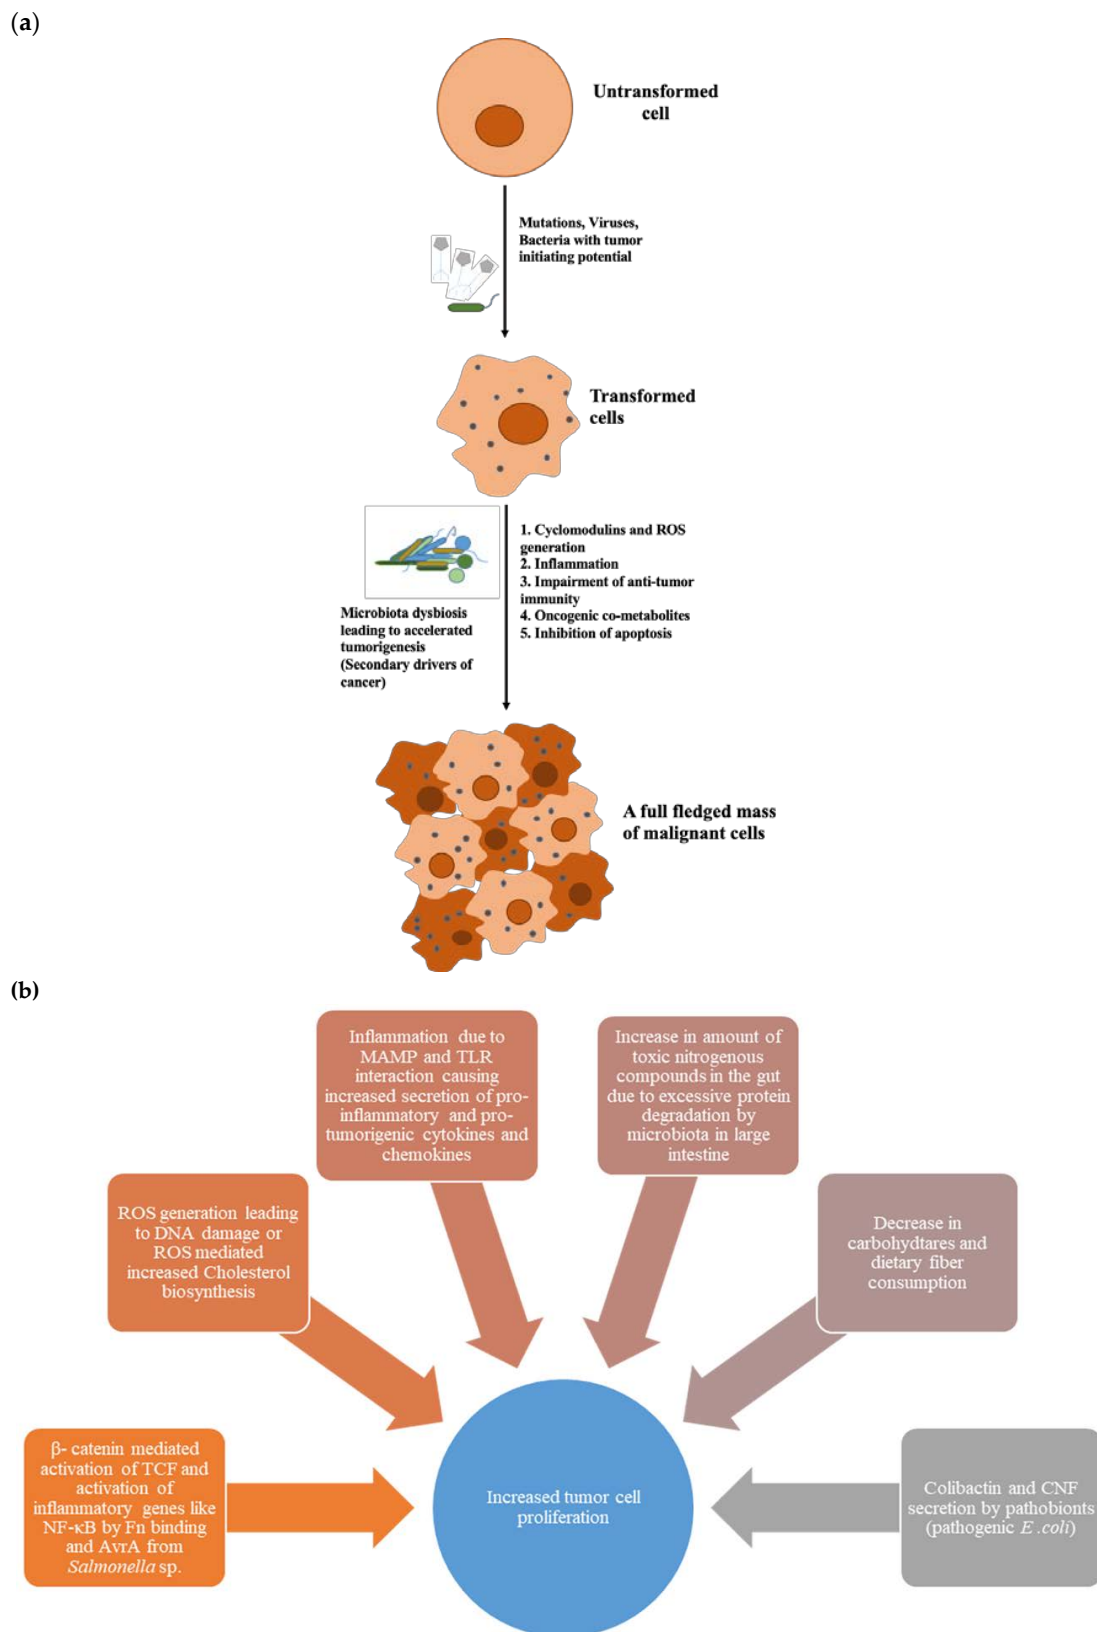 (a)
Untransformed
cell
Mutations, Viruses,
Bacteria with tumor
initiating potential
Transformed
cells
1. Cyclomodulins and ROS
generation
2. Inflammation
3. Impairment of anti-tumor
immunity
4. Oncogenic co-metabolites
5. Inhibition of apoptosis
Microbiota dysbiosis
leading to accelerated
tumorigenesis
(Secondary drivers of
cancer)
A full fledged mass
of malignant cells
(b)
Inflammation due to
MAMP and TLR
interaction causing
increased secretion of pro-
inflammatory and pro-
tumorigenic cytokines and
chemokines
Increase in amount of
toxic nitrogenous
compounds in the gut
due to excessive protein
degradation by
microbiota in large
intestine
ROS generation leading
to DNA damage or
ROS mediated
increased Cholesterol
biosynthesis
Decrease in
carbohydtares and
dietary fiber
consumption
β- catenin mediated
activation of TCF and
activation of
inflammatory genes like
NF-κB by Fn binding
and AvrA from
Salmonella sp.
Increased tumor cell
proliferation
Colibactin and CNF
secretion by pathobionts
(pathogenic E .coli)